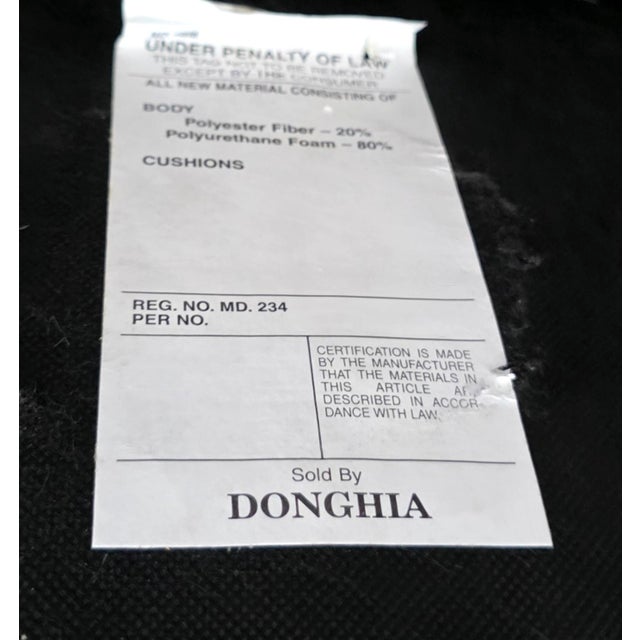 UNDER PENALTY OF LAW
THIS TAG NOT TO BE REMOVED
EXCEPT BY THE CONSUMER
ALL NEW MATERIAL CONSISTING OF
BODY
Polyester Fiber – 20%
Polyurethane Foam – 80%
CUSHIONS
REG. NO. MD. 234
PER NO.
CERTIFICATION IS MADE
BY THE MANUFACTURER
THAT THE MATERIALS IN
THIS ARTICLE
DESCRIBED IN ACCOR-
DANCE WITH LAW.
Sold By
DONGHIA